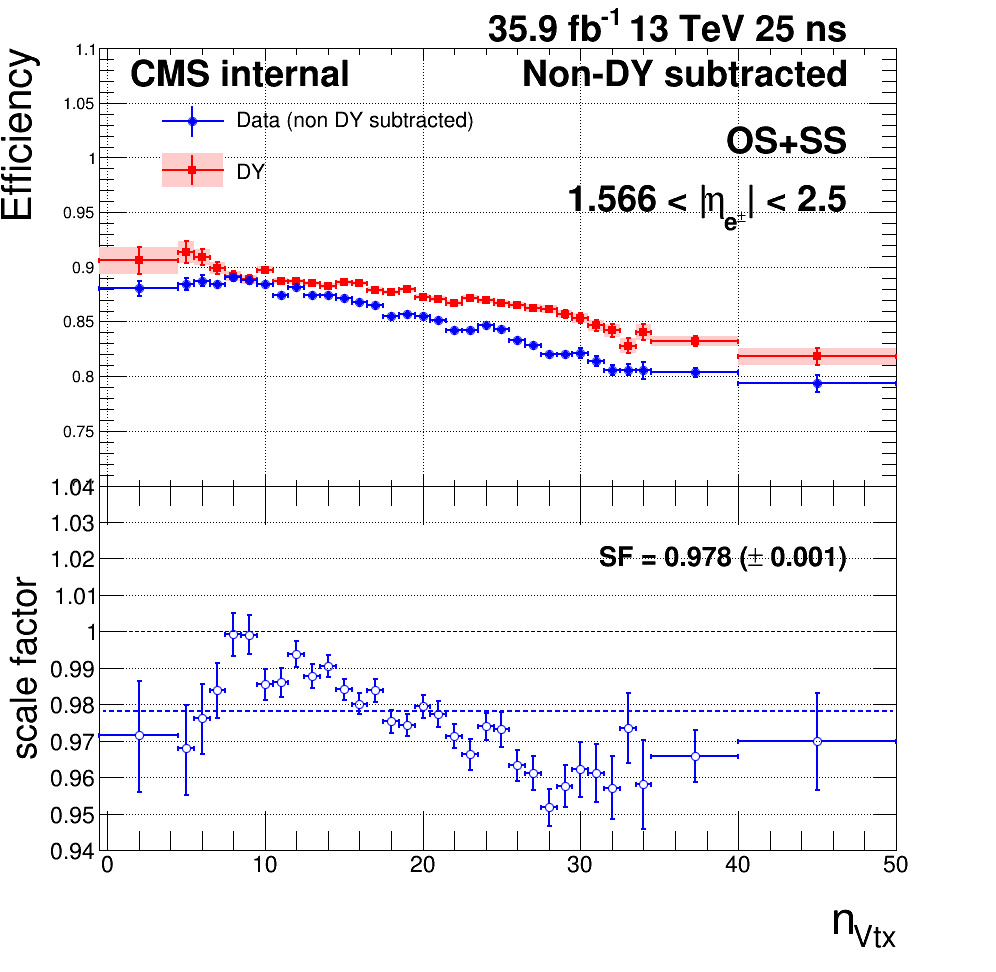 35.9 fb⁻¹ 13 TeV 25 ns
Efficiency
CMS internal
Non-DY subtracted
Data (non DY subtracted)
DY
OS+SS
1.566 < |η_e±| < 2.5
1.1
1.05
1
0.95
0.9
0.85
0.8
0.75
scale factor
SF = 0.978 (± 0.001)
1.04
1.03
1.02
1.01
1
0.99
0.98
0.97
0.96
0.95
0.94
0 10 20 30 40 50
n_Vtx